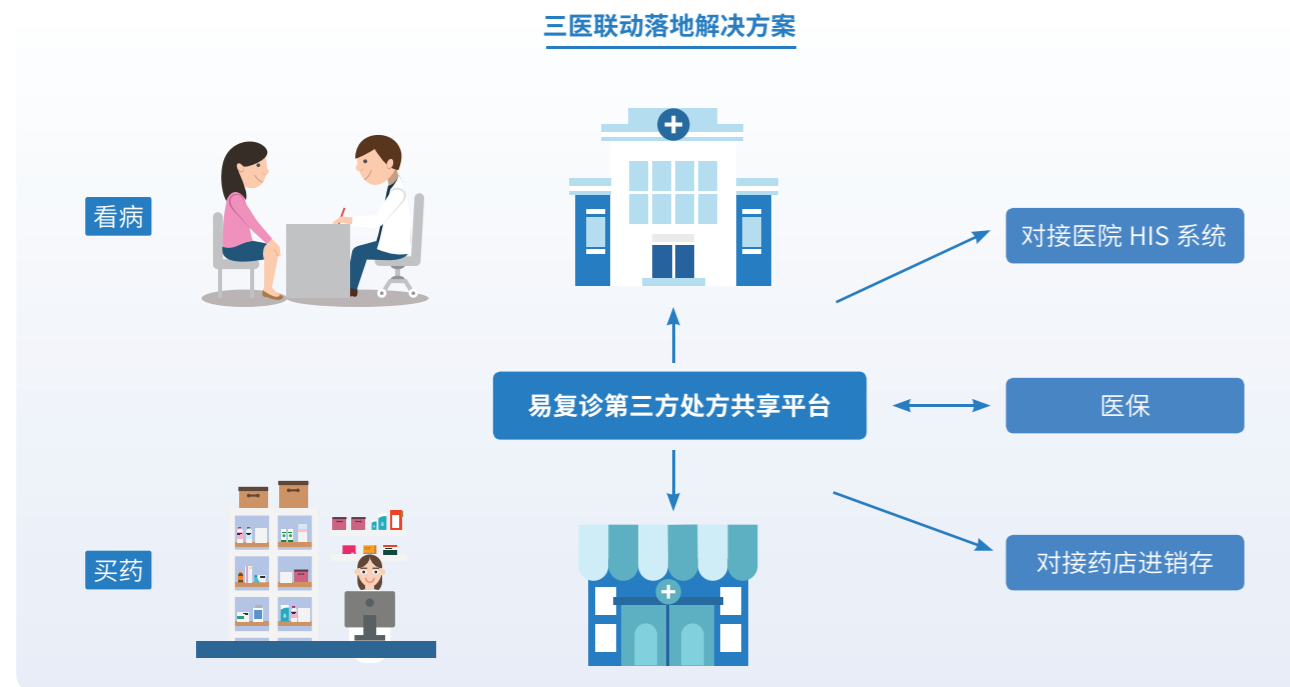 三医联动落地解决方案
看病
对接医院 HIS 系统
易复诊第三方处方共享平台
医保
买药
对接药店进销存